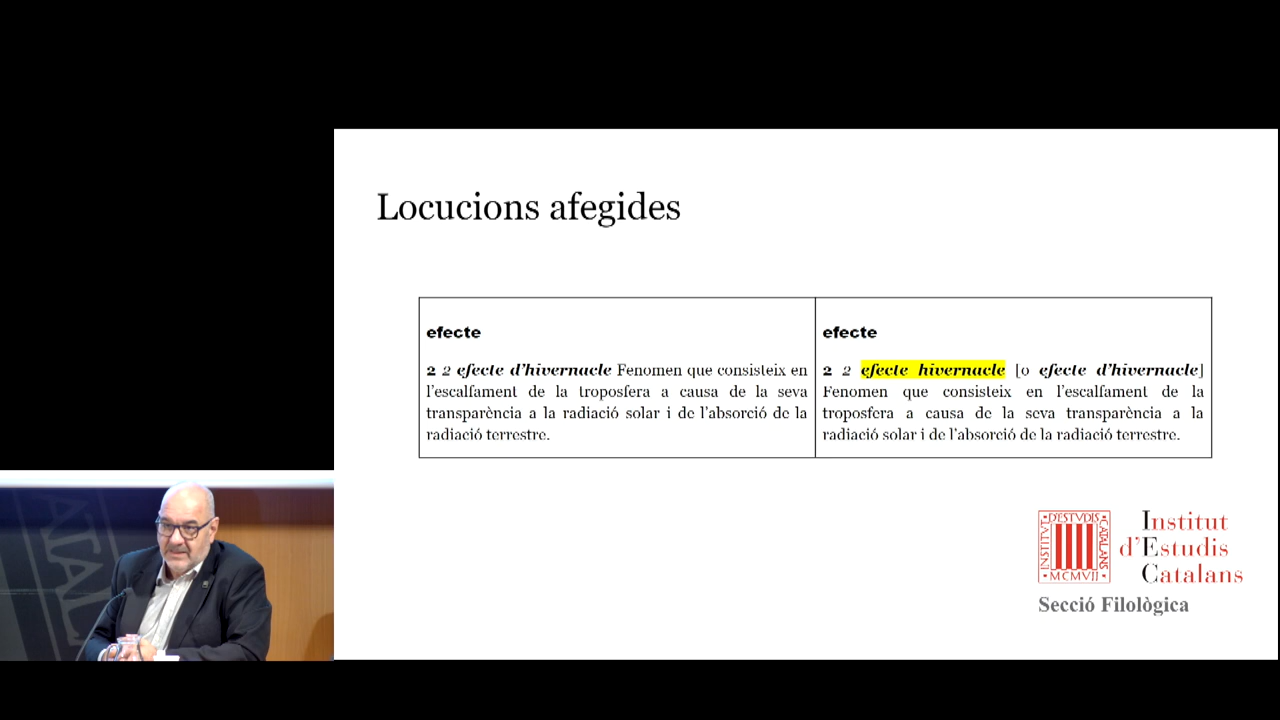 Locucions afegides
efecte
2 2 efecte d'hivernacle Fenomen que consisteix en
l'escalfament de la troposfera a causa de la seva
transparència a la radiació solar i de l'absorció de la
radiació terrestre.
efecte
2 2 efecte hivernacle [o efecte d'hivernacle]
Fenomen que consisteix en l'escalfament de la
troposfera a causa de la seva transparència a la
radiació solar i de l'absorció de la radiació terrestre.
INSTITVT
D'ESTVDIS
CATALANS
MCMVII
Institut
d'Estudis
Catalans
Secció Filològica